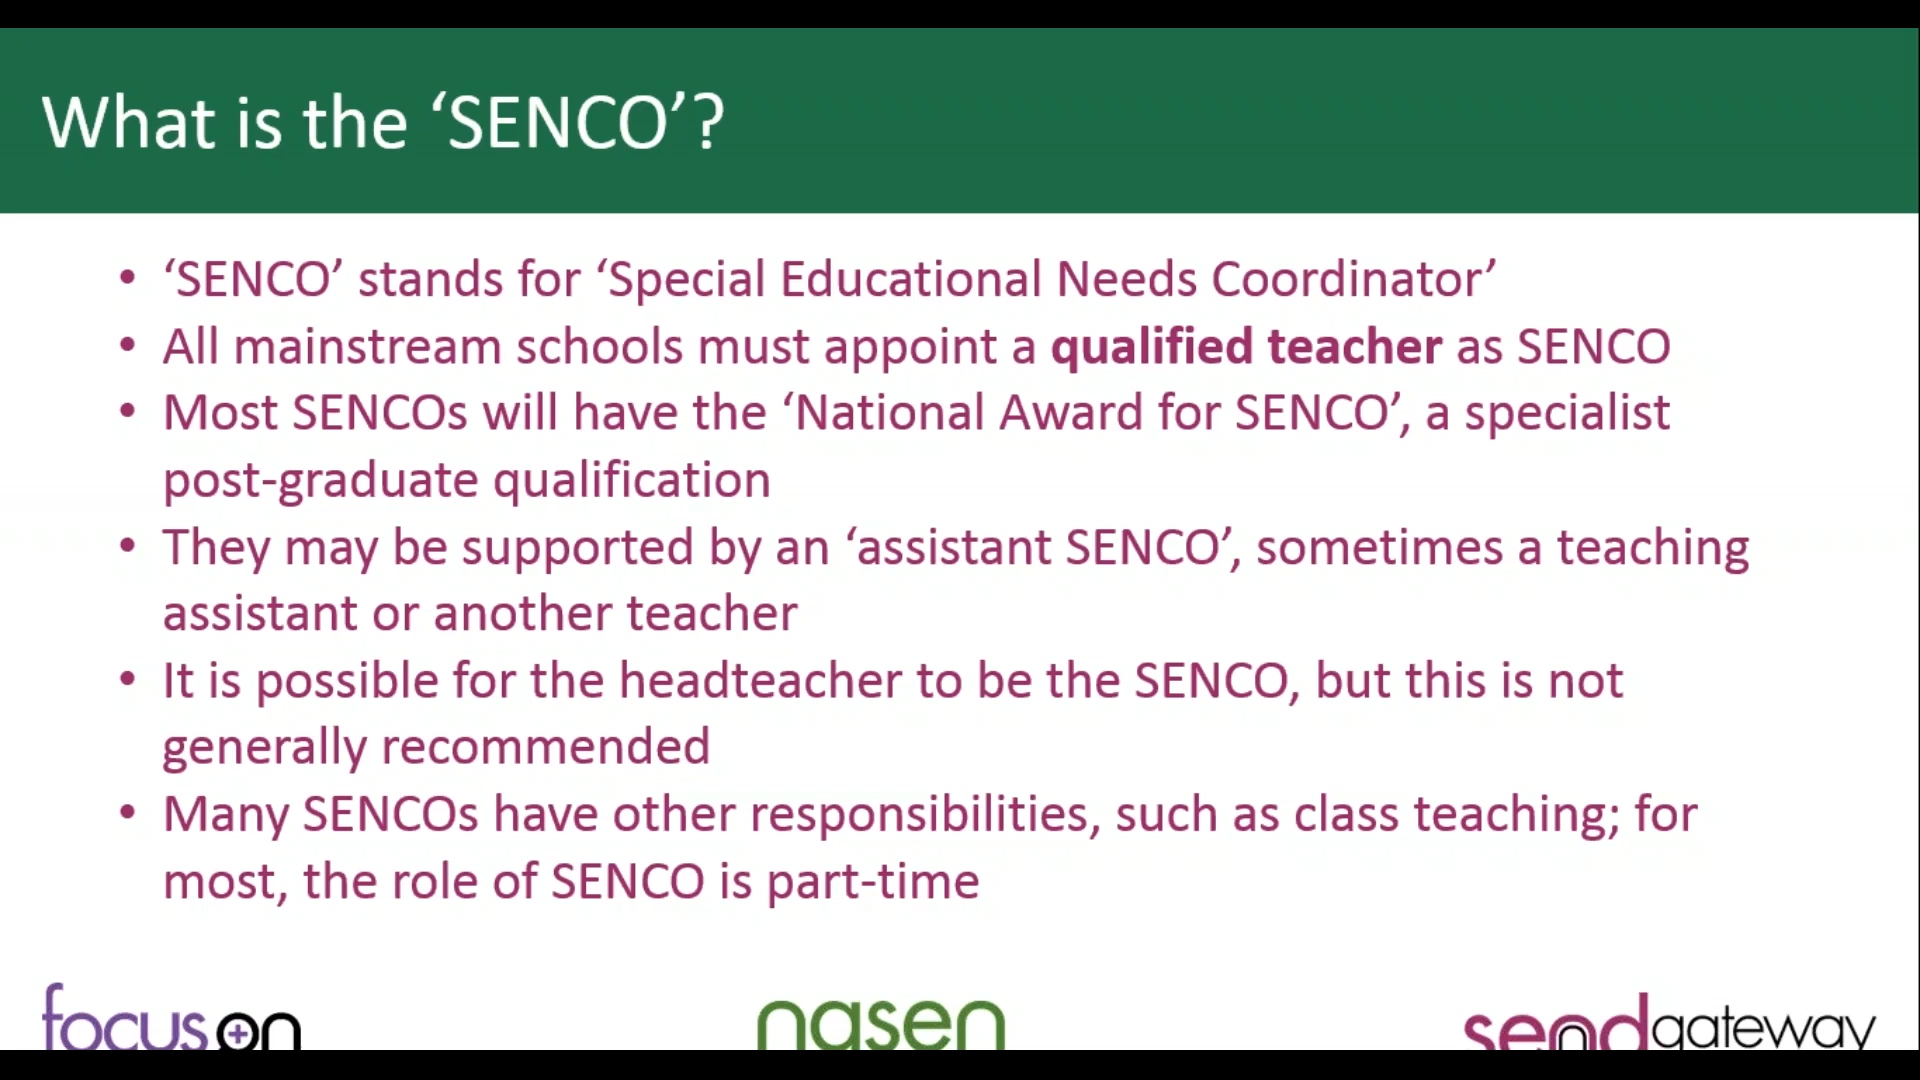 What is the ‘SENCO’?
• ‘SENCO’ stands for ‘Special Educational Needs Coordinator’
• All mainstream schools must appoint a qualified teacher as SENCO
• Most SENCOs will have the ‘National Award for SENCO’, a specialist
post-graduate qualification
• They may be supported by an ‘assistant SENCO’, sometimes a teaching
assistant or another teacher
• It is possible for the headteacher to be the SENCO, but this is not
generally recommended
• Many SENCOs have other responsibilities, such as class teaching; for
most, the role of SENCO is part-time
focus on
nasen
sendgateway